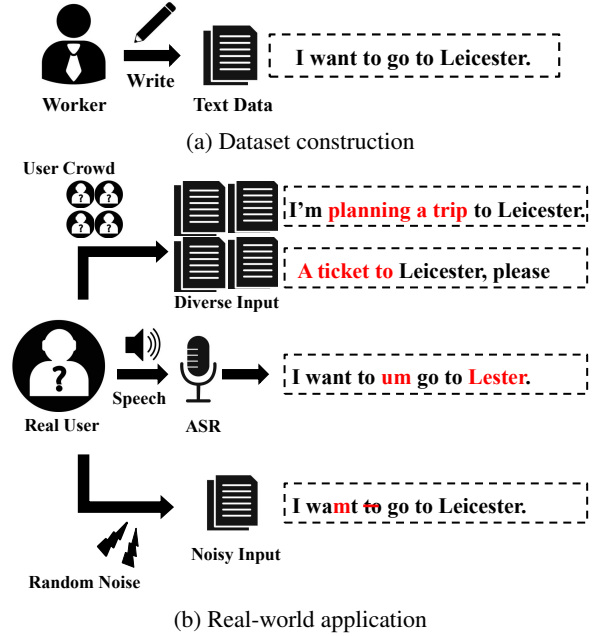 I want to go to Leicester.
Write
Worker
Text Data
(a) Dataset construction
User Crowd
? ?
? ?
I'm planning a trip to Leicester.
A ticket to Leicester, please
Diverse Input
?
Speech
I want to um go to Lester.
Real User
ASR
I wamt to go to Leicester.
Noisy Input
Random Noise
(b) Real-world application